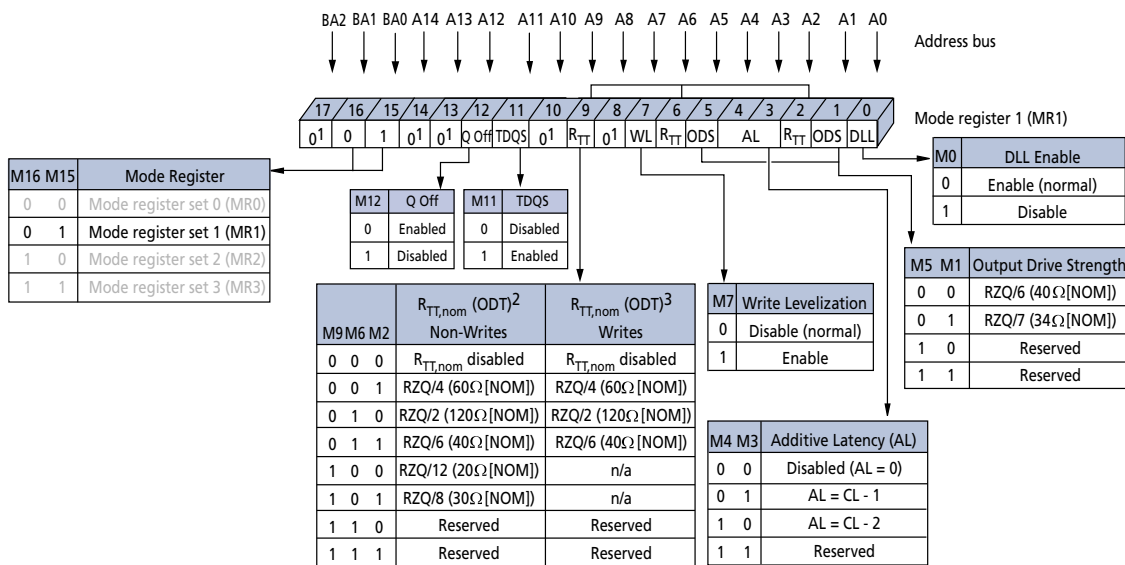 BA2 BA1 BA0 A14 A13 A12 A11 A10 A9 A8 A7 A6 A5 A4 A3 A2 A1 A0
Address bus
17 16 15 14 13 12 11 10 9 8 7 6 5 4 3 2 1 0
0¹ 0 1 0¹ 0¹ Q Off TDQS 0¹ RTT 0¹ WL RTT ODS AL RTT ODS DLL
Mode register 1 (MR1)
M16 M15 Mode Register
0 0 Mode register set 0 (MR0)
0 1 Mode register set 1 (MR1)
1 0 Mode register set 2 (MR2)
1 1 Mode register set 3 (MR3)
M12 Q Off
0 Enabled
1 Disabled
M11 TDQS
0 Disabled
1 Enabled
M0 DLL Enable
0 Enable (normal)
1 Disable
M5 M1 Output Drive Strength
0 0 RZQ/6 (40Ω[NOM])
0 1 RZQ/7 (34Ω[NOM])
1 0 Reserved
1 1 Reserved
M9 M6 M2 RTT,nom (ODT)² Non-Writes RTT,nom (ODT)³ Writes
0 0 0 RTT,nom disabled RTT,nom disabled
0 0 1 RZQ/4 (60Ω[NOM]) RZQ/4 (60Ω[NOM])
0 1 0 RZQ/2 (120Ω[NOM]) RZQ/2 (120Ω[NOM])
0 1 1 RZQ/6 (40Ω[NOM]) RZQ/6 (40Ω[NOM])
1 0 0 RZQ/12 (20Ω[NOM]) n/a
1 0 1 RZQ/8 (30Ω[NOM]) n/a
1 1 0 Reserved Reserved
1 1 1 Reserved Reserved
M7 Write Levelization
0 Disable (normal)
1 Enable
M4 M3 Additive Latency (AL)
0 0 Disabled (AL = 0)
0 1 AL = CL - 1
1 0 AL = CL - 2
1 1 Reserved